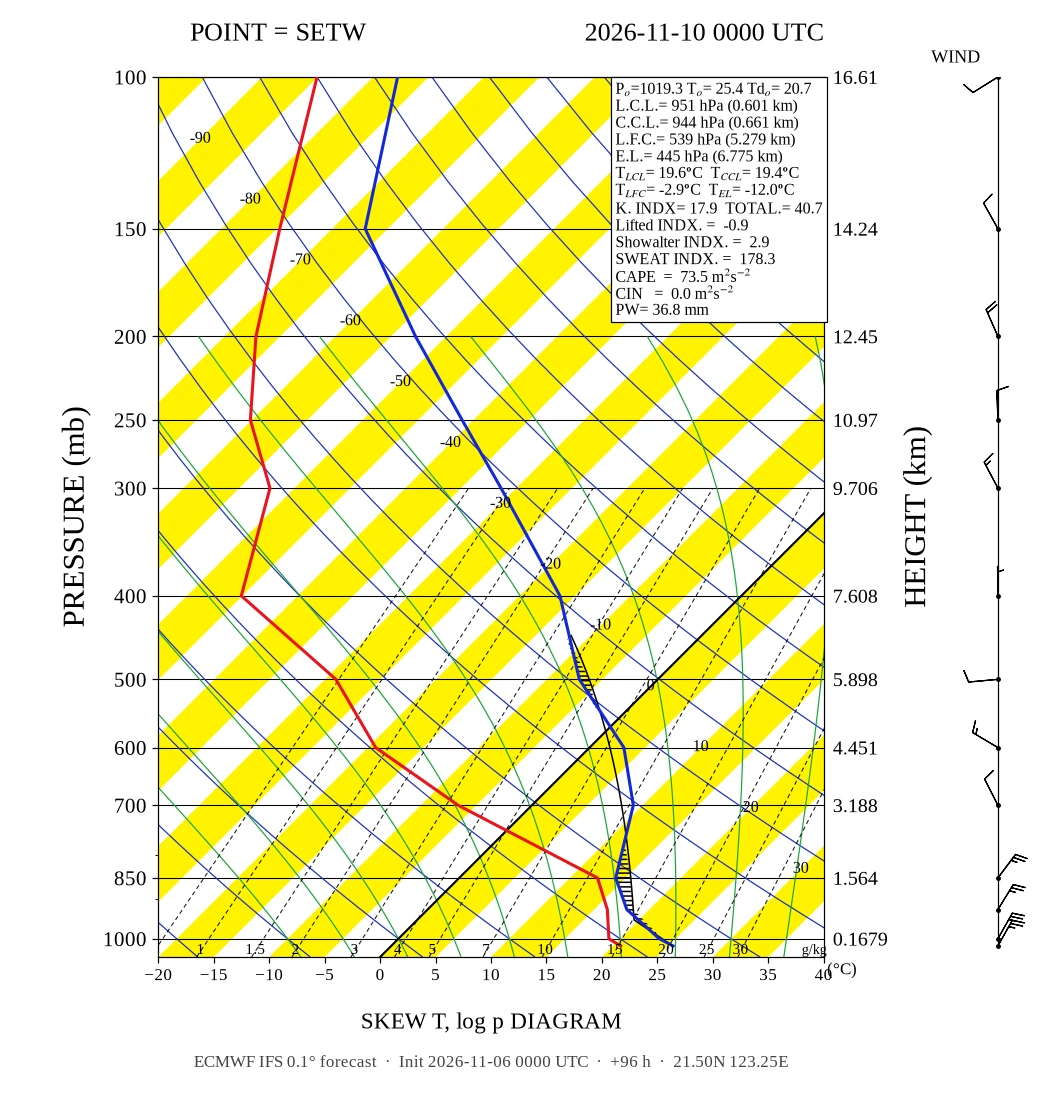 POINT = SETW 2026-11-10 0000 UTC
WIND
100 16.61
Pₒ=1019.3 Tₒ= 25.4 Tdₒ= 20.7
L.C.L.= 951 hPa (0.601 km)
C.C.L.= 944 hPa (0.661 km)
L.F.C.= 539 hPa (5.279 km)
E.L.= 445 hPa (6.775 km)
T_LCL= 19.6°C T_CCL= 19.4°C
T_LFC= -2.9°C T_EL= -12.0°C
K. INDX= 17.9 TOTAL.= 40.7
Lifted INDX. = -0.9
Showalter INDX. = 2.9
SWEAT INDX. = 178.3
CAPE = 73.5 m²s⁻²
CIN = 0.0 m²s⁻²
PW= 36.8 mm
-90
-80
150 14.24
-70
-60
200 12.45
-50
250 10.97
-40
300 9.706
-30
-20
400 7.608
-10
500 5.898
0
600 4.451
10
700 3.188
20
30
850 1.564
1000 0.1679
1 1.5 2 3 4 5 7 10 15 20 25 30 g/kg
−20 −15 −10 −5 0 5 10 15 20 25 30 35 40 (°C)
PRESSURE (mb)
HEIGHT (km)
SKEW T, log p DIAGRAM
ECMWF IFS 0.1° forecast · Init 2026-11-06 0000 UTC · +96 h · 21.50N 123.25E